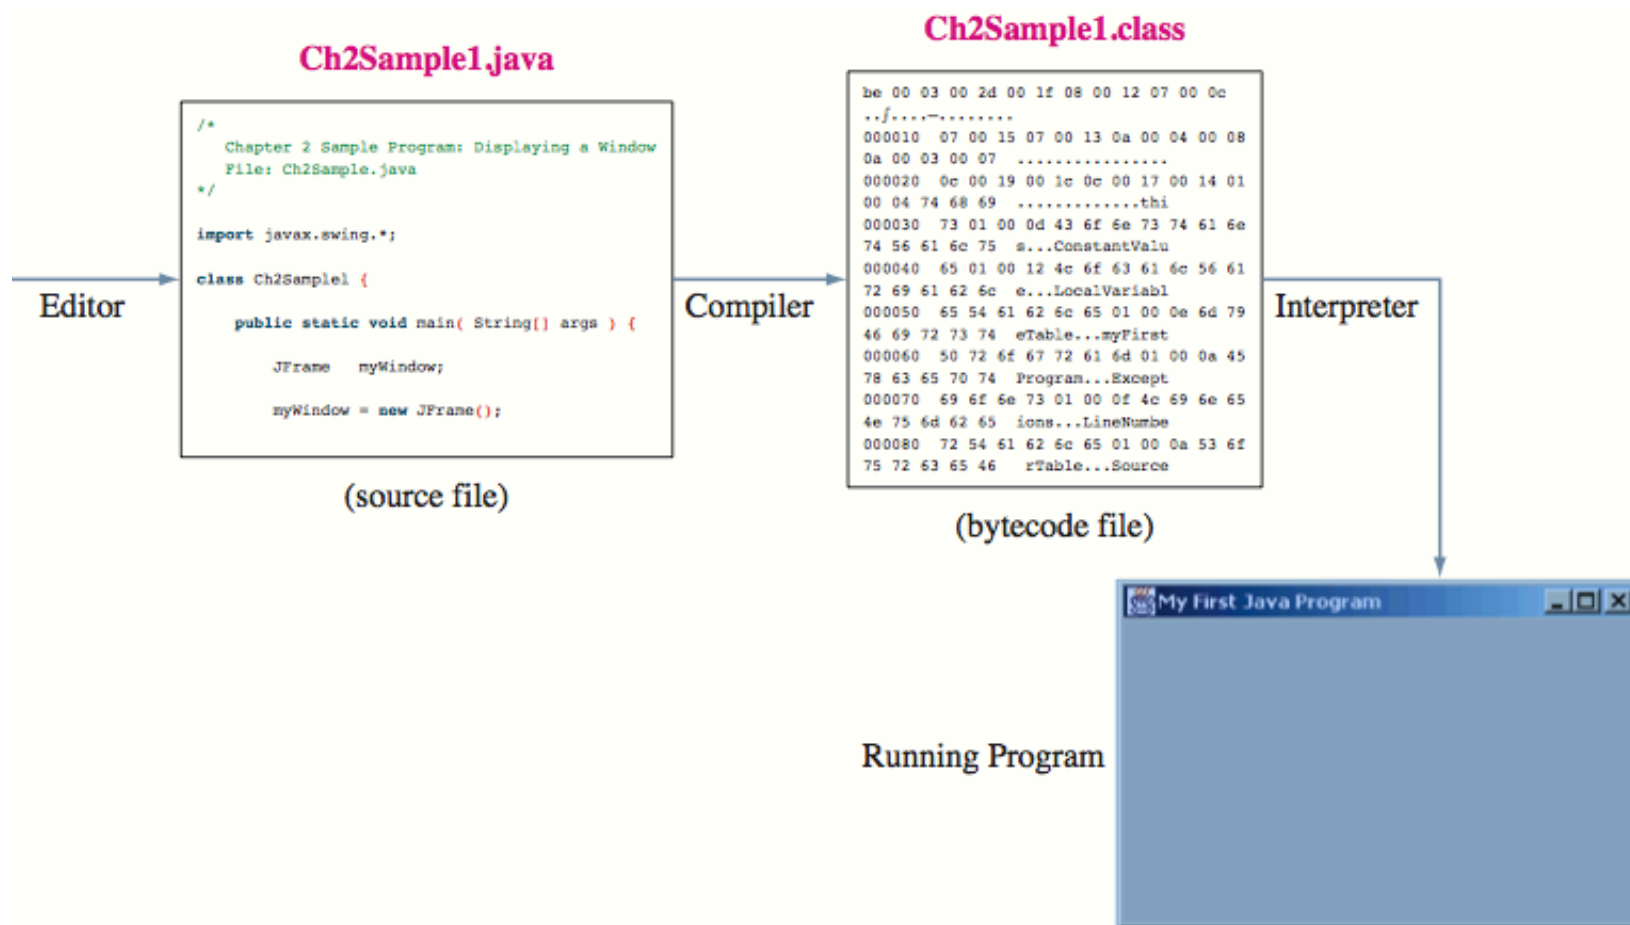 Ch2Sample1.java
/*
Chapter 2 Sample Program: Displaying a Window
File: Ch2Sample.java
*/
import javax.swing.*;
class Ch2Sample1 {
public static void main( String[] args ) {
JFrame myWindow;
myWindow = new JFrame();
(source file)
Editor
Compiler
Ch2Sample1.class
be 00 03 00 2d 00 1f 08 00 12 07 00 0c
..ƒ....–........
000010 07 00 15 07 00 13 0a 00 04 00 08
0a 00 03 00 07 ................
000020 0c 00 19 00 1c 0c 00 17 00 14 01
00 04 74 68 69 .............thi
000030 73 01 00 0d 43 6f 6e 73 74 61 6e
74 56 61 6c 75 s...ConstantValu
000040 65 01 00 12 4c 6f 63 61 6c 56 61
72 69 61 62 6c e...LocalVariabl
000050 65 54 61 62 6c 65 01 00 0e 6d 79
46 69 72 73 74 eTable...myFirst
000060 50 72 6f 67 72 61 6d 01 00 0a 45
78 63 65 70 74 Program...Except
000070 69 6f 6e 73 01 00 0f 4c 69 6e 65
4e 75 6d 62 65 ions...LineNumbe
000080 72 54 61 62 6c 65 01 00 0a 53 6f
75 72 63 65 46 rTable...Source
(bytecode file)
Interpreter
My First Java Program
Running Program